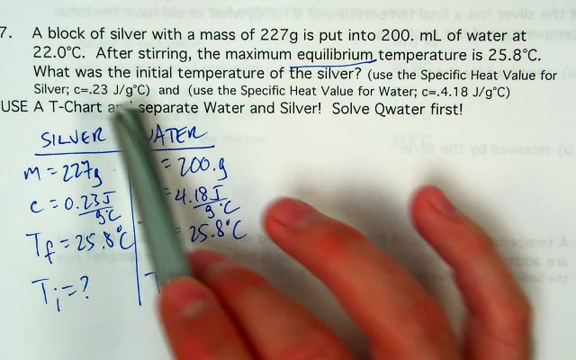 7. A block of silver with a mass of 227g is put into 200. mL of water at
22.0°C. After stirring, the maximum equilibrium temperature is 25.8°C.
What was the initial temperature of the silver? (use the Specific Heat Value for
Silver; c=.23 J/g°C) and (use the Specific Heat Value for Water; c=.4.18 J/g°C)
USE A T-Chart separate Water and Silver! Solve Qwater first!
SILVER ATER
m = 227g = 200.g
c = 0.23J/g°C 4.18J/g°C
Tf = 25.8°C 25.8°C
Ti = ? T